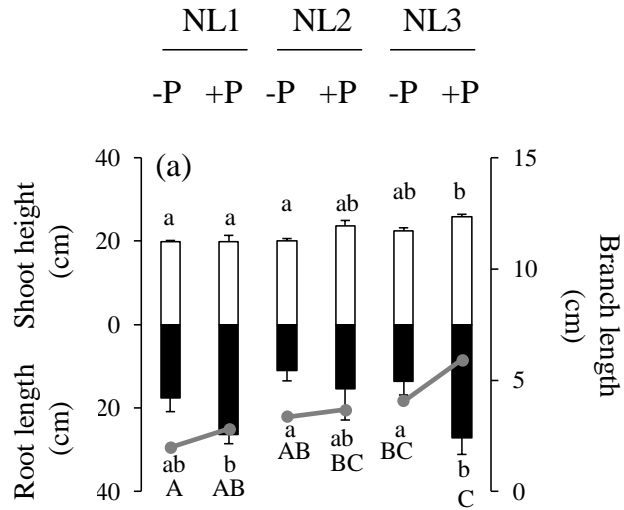 NL1 NL2 NL3
-P +P -P +P -P +P
40 (a) 15
a a a ab ab b
Shoot height
(cm)
20
10
0
Branch length
(cm)
5
Root length
(cm)
20
ab b a ab a b
A AB AB BC BC C
40 0